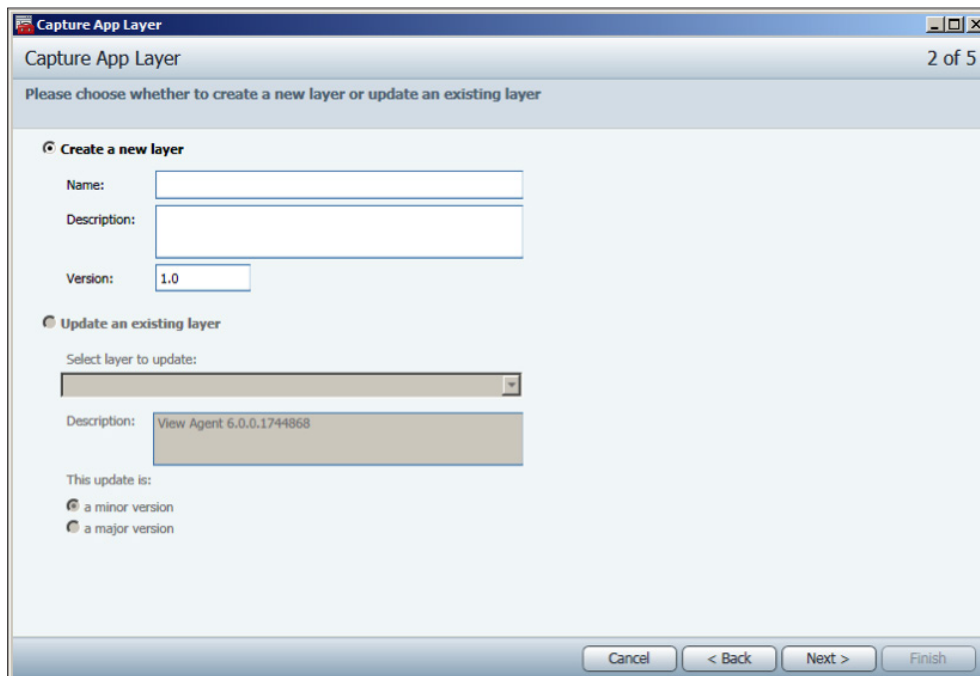 Capture App Layer
Capture App Layer 2 of 5
Please choose whether to create a new layer or update an existing layer
Create a new layer
Name:
Description:
Version: 1.0
Update an existing layer
Select layer to update:
Description: View Agent 6.0.0.1744868
This update is:
a minor version
a major version
Cancel < Back Next > Finish